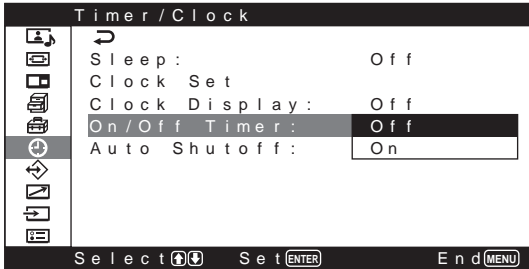 Timer/Clock
Sleep: Off
Clock Set
Clock Display: Off
On/Off Timer: Off
Auto Shutoff: On
Select Set ENTER End MENU